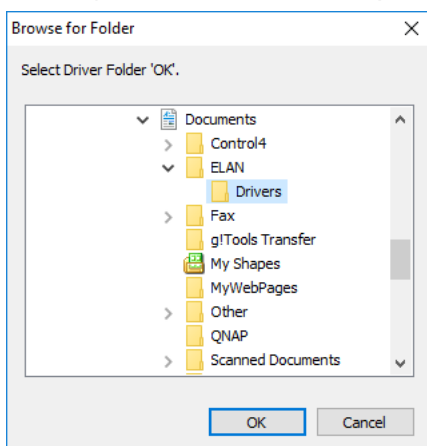 Browse for Folder
Select Driver Folder 'OK'.
Documents
Control4
ELAN
Drivers
Fax
g!Tools Transfer
My Shapes
MyWebPages
Other
QNAP
Scanned Documents
OK Cancel